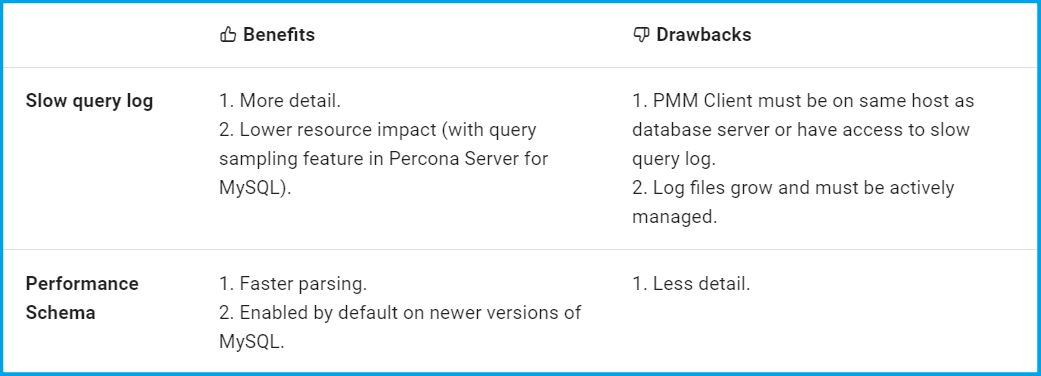 Benefits
Drawbacks
Slow query log
1. More detail.
2. Lower resource impact (with query
sampling feature in Percona Server for
MySQL).
1. PMM Client must be on same host as
database server or have access to slow
query log.
2. Log files grow and must be actively
managed.
Performance
Schema
1. Faster parsing.
2. Enabled by default on newer versions of
MySQL.
1. Less detail.